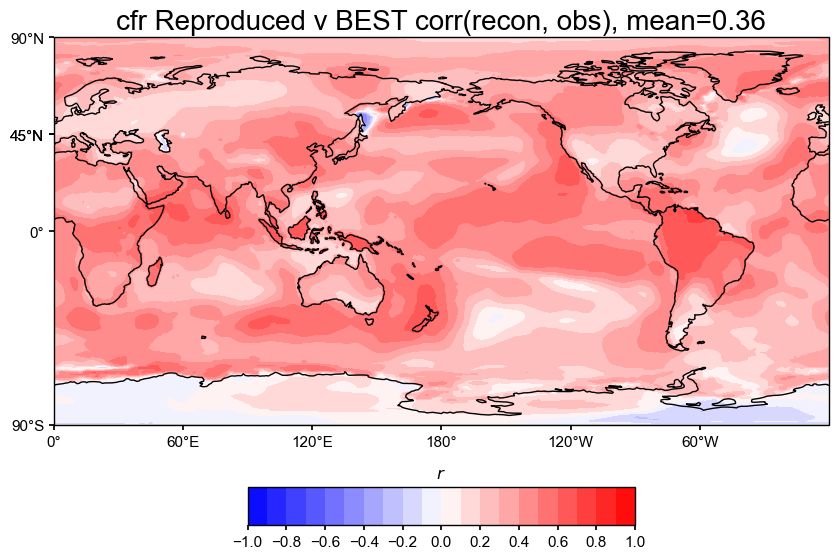 cfr Reproduced v BEST corr(recon, obs), mean=0.36
90°N
45°N
0°
90°S
0° 60°E 120°E 180° 120°W 60°W
r
−1.0 −0.8 −0.6 −0.4 −0.2 0.0 0.2 0.4 0.6 0.8 1.0